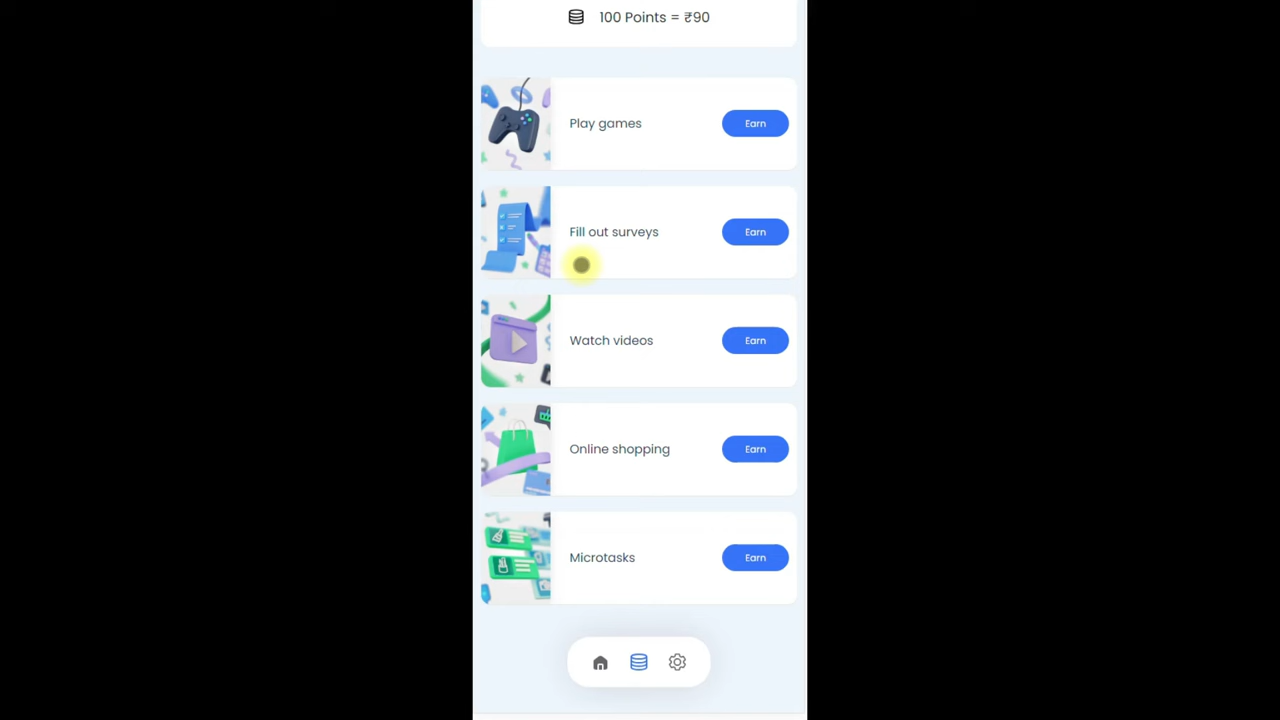 100 Points = ₹90
Play games
Earn
Fill out surveys
Earn
Watch videos
Earn
Online shopping
Earn
Microtasks
Earn